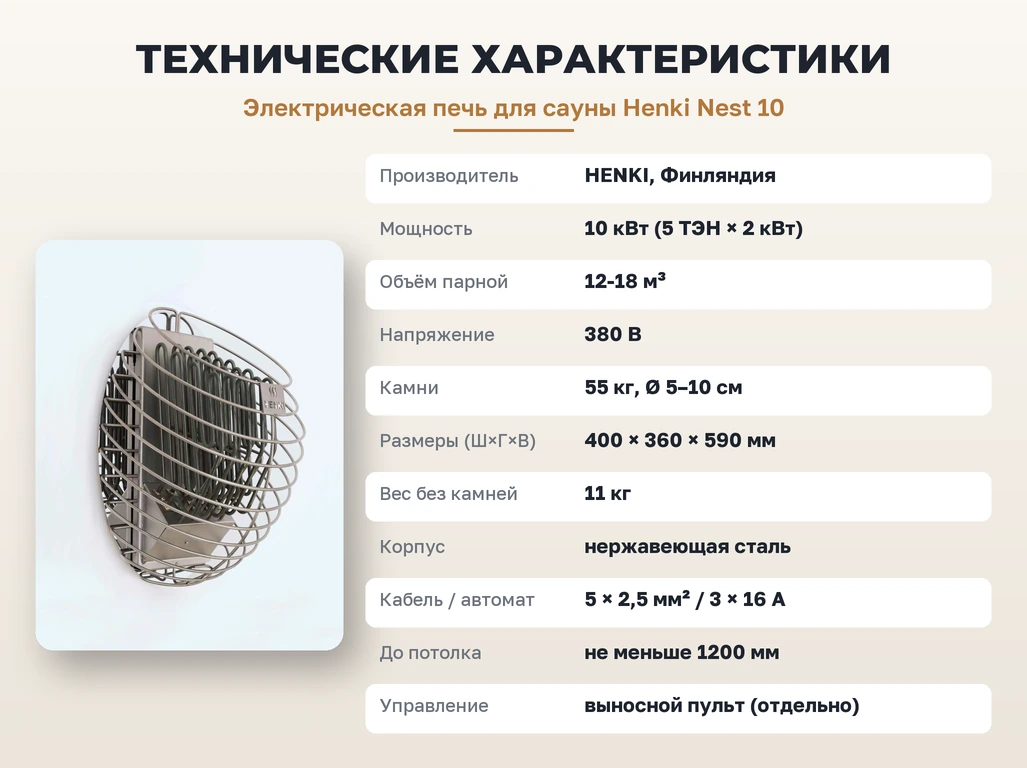 ТЕХНИЧЕСКИЕ ХАРАКТЕРИСТИКИ
Электрическая печь для сауны Henki Nest 10
Производитель HENKI, Финляндия
Мощность 10 кВт (5 ТЭН × 2 кВт)
Объём парной 12-18 м³
Напряжение 380 В
Камни 55 кг, Ø 5–10 см
Размеры (Ш×Г×В) 400 × 360 × 590 мм
Вес без камней 11 кг
Корпус нержавеющая сталь
Кабель / автомат 5 × 2,5 мм² / 3 × 16 А
До потолка не меньше 1200 мм
Управление выносной пульт (отдельно)